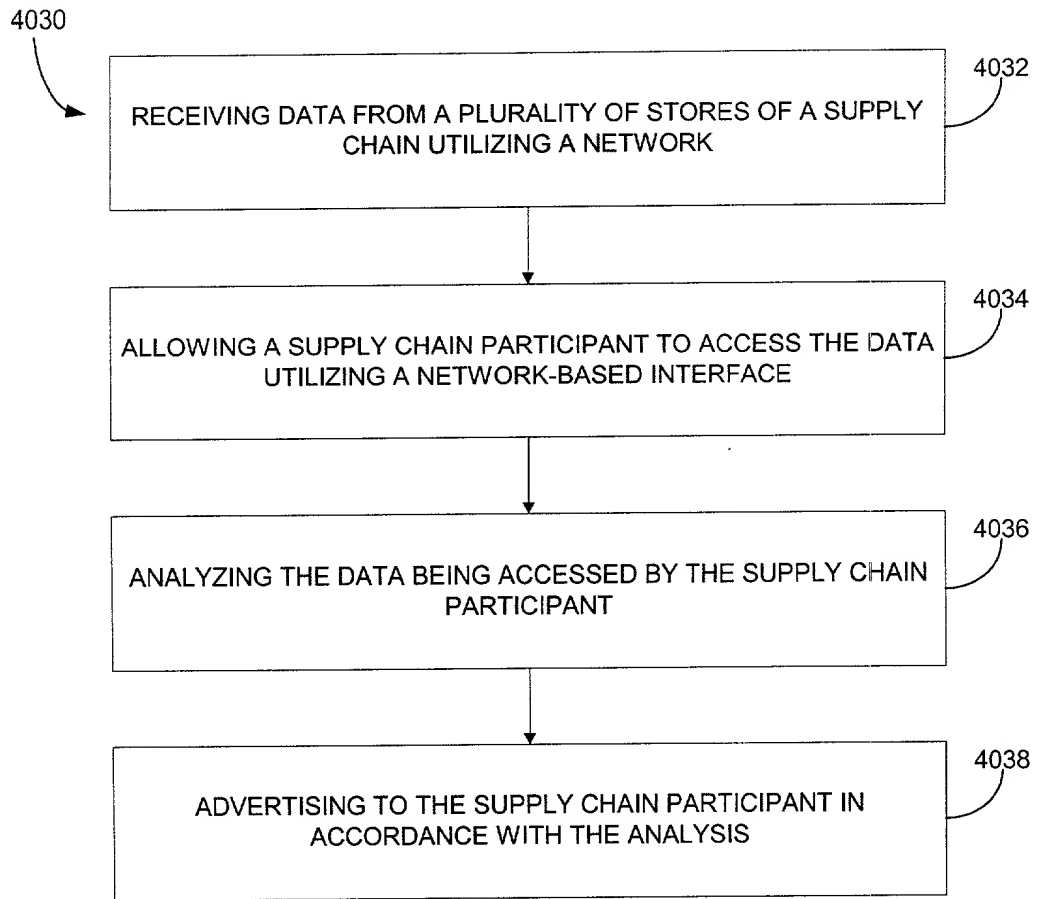 4030
4032
RECEIVING DATA FROM A PLURALITY OF STORES OF A SUPPLY
CHAIN UTILIZING A NETWORK
4034
ALLOWING A SUPPLY CHAIN PARTICIPANT TO ACCESS THE DATA
UTILIZING A NETWORK-BASED INTERFACE
4036
ANALYZING THE DATA BEING ACCESSED BY THE SUPPLY CHAIN
PARTICIPANT
4038
ADVERTISING TO THE SUPPLY CHAIN PARTICIPANT IN
ACCORDANCE WITH THE ANALYSIS